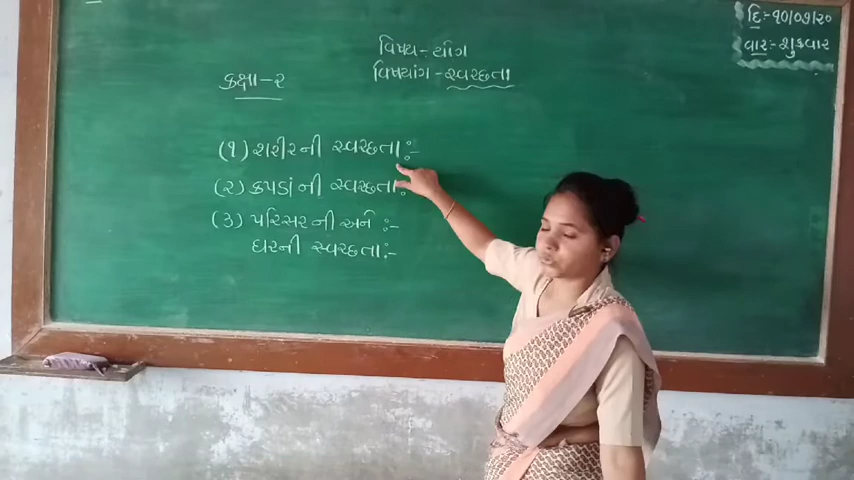 દિ:-૧૦/૦૭/૨૦
વાર:-શુક્રવાર
વિષય-યોગ
વિષયાંગ-સ્વચ્છતા
કક્ષા-૨
(૧) શરીરની સ્વચ્છતા:-
(૨) કપડાંની સ્વચ્છતા:
(૩) પરિસરની અને :-
ઘરની સ્વચ્છતા:-